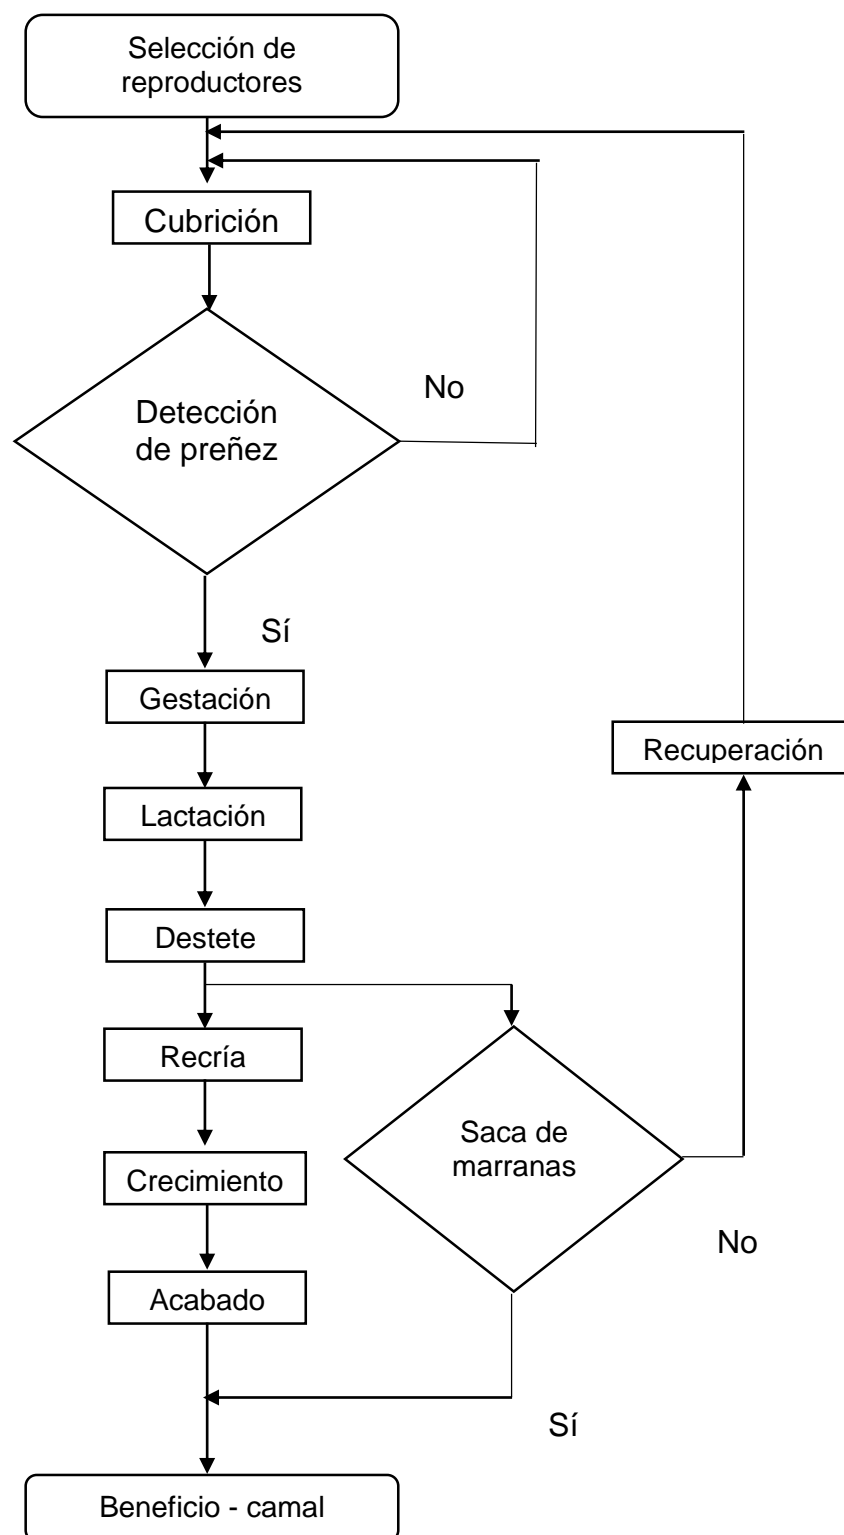 Selección de
reproductores
Cubrición
No
Detección
de preñez
Sí
Gestación
Recuperación
Lactación
Destete
Recría
Saca de
marranas
Crecimiento
No
Acabado
Sí
Beneficio - camal